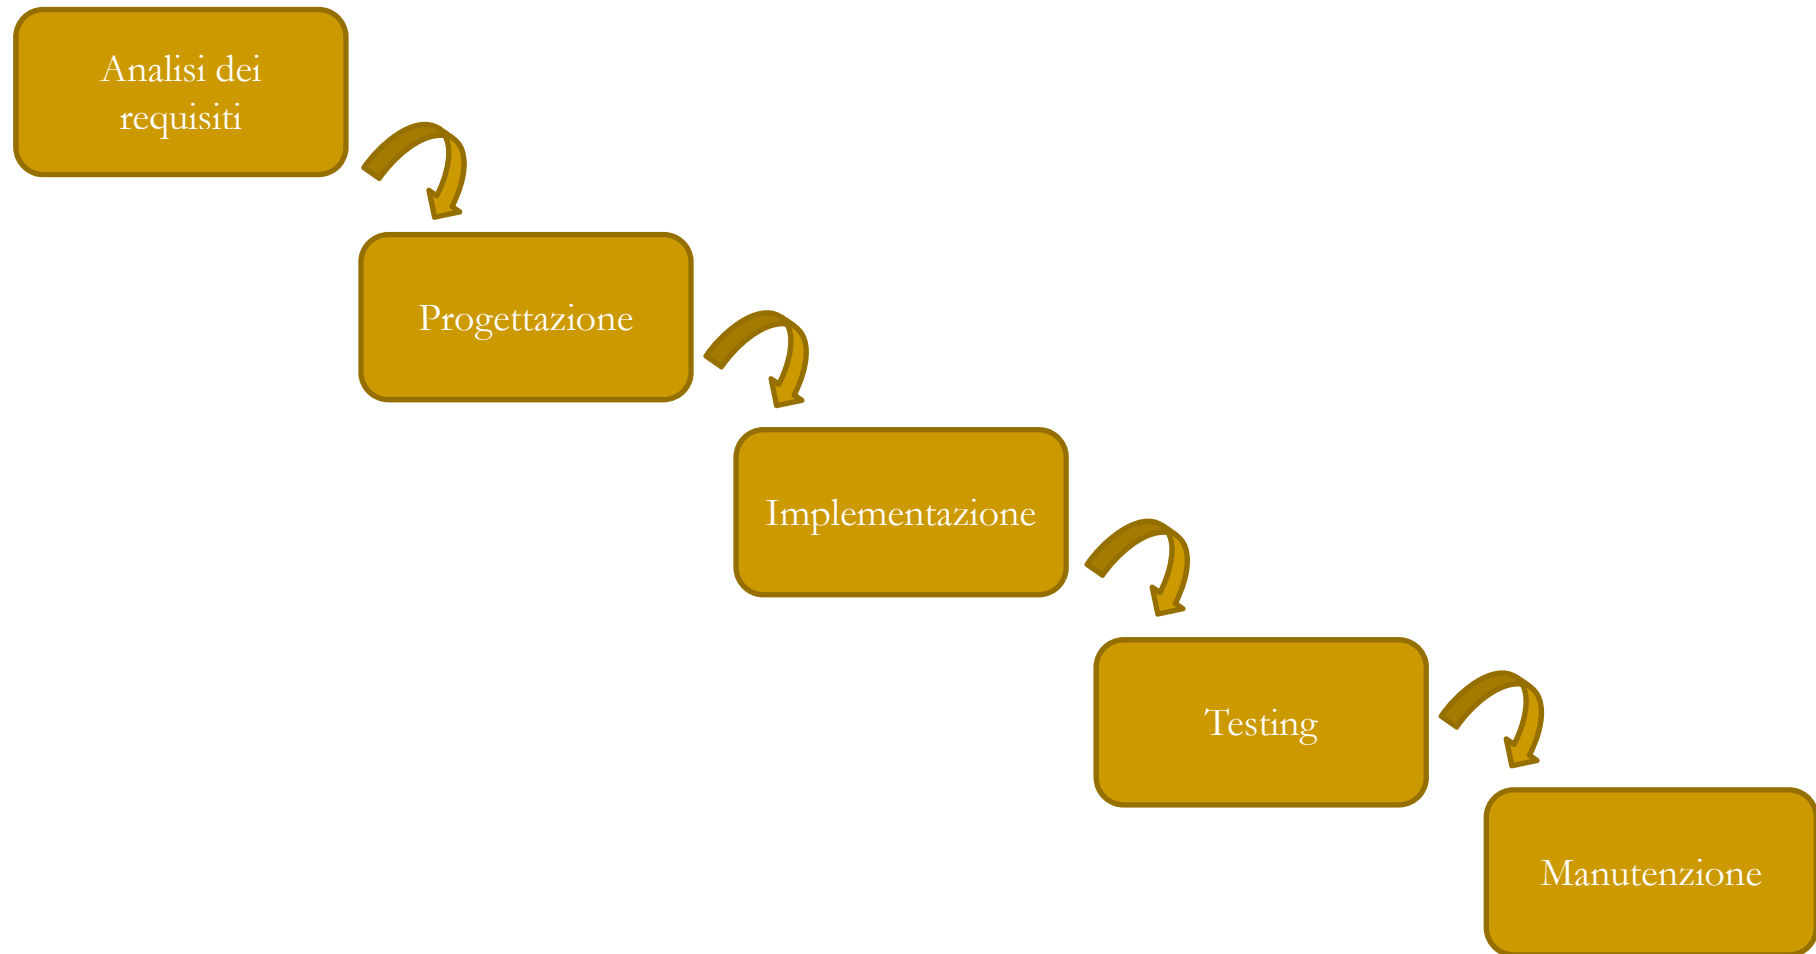 Analisi dei
requisiti
Progettazione
Implementazione
Testing
Manutenzione